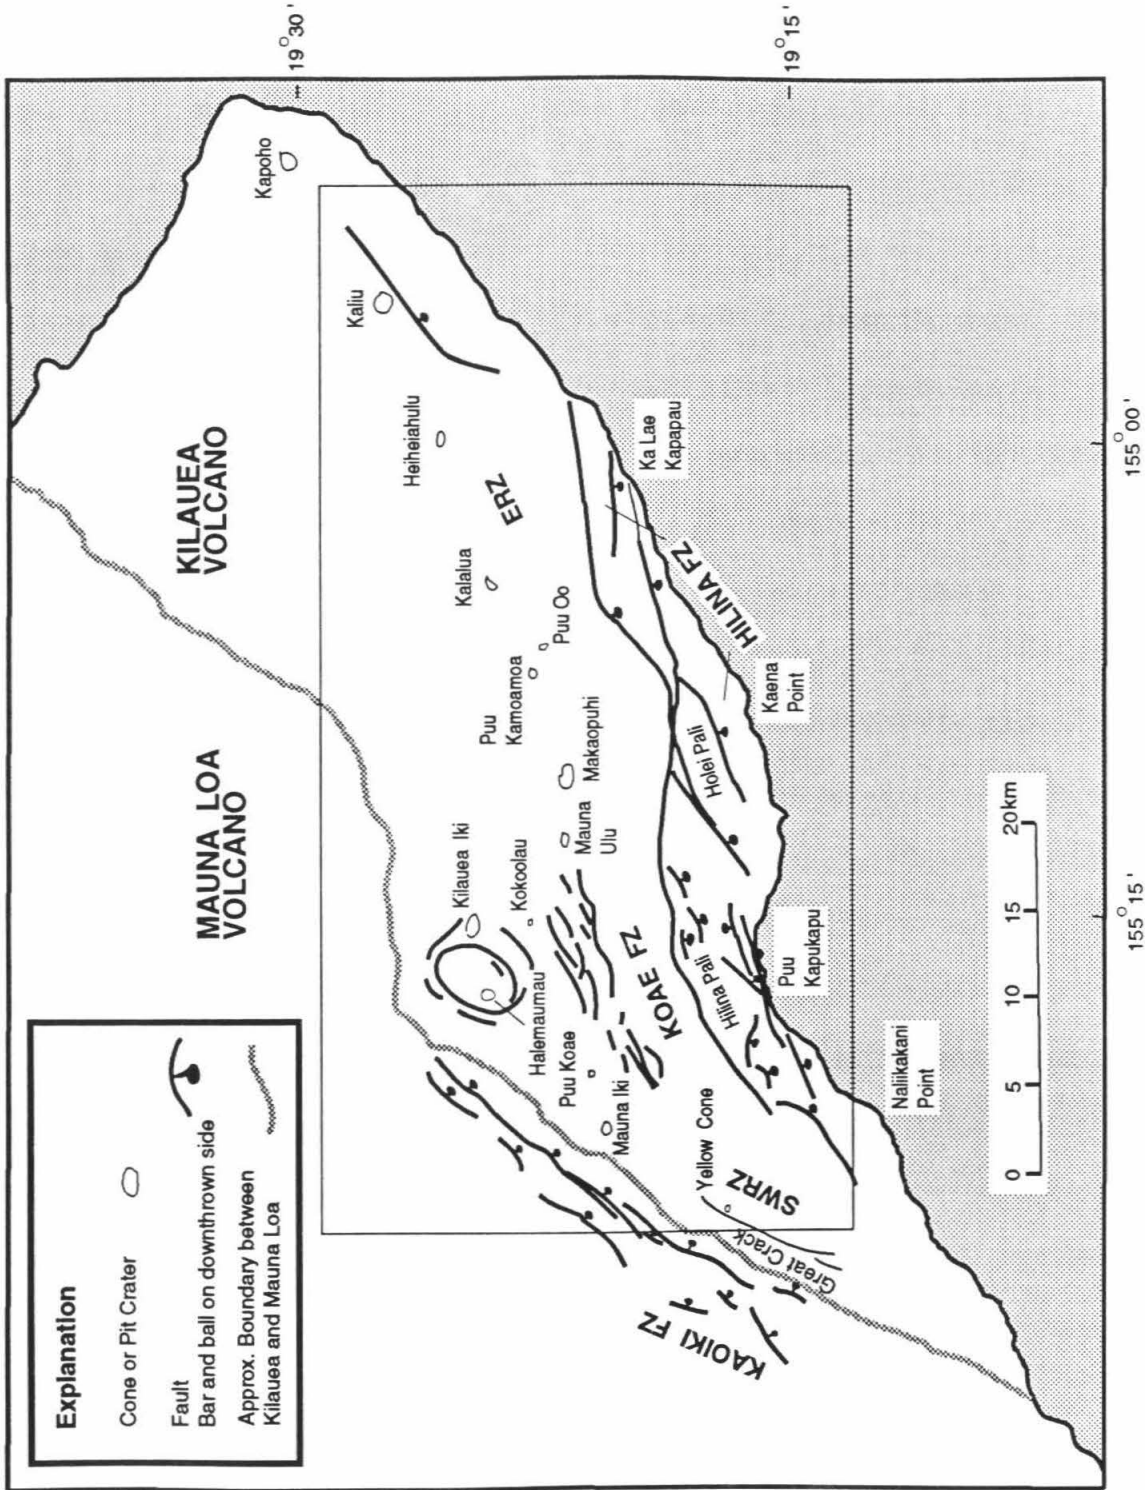 Explanation
Cone or Pit Crater
Fault
Bar and ball on downthrown side
Approx. Boundary between
Kilauea and Mauna Loa
MAUNA LOA
VOLCANO
KILAUEA
VOLCANO
Kapoho
Kaliu
Heiheiahulu
ERZ
Kalalua
Puu Oo
Puu
Kamoamoa
Makaopuhi
Mauna
Ulu
Kilauea Iki
Kokoolau
Halemaumau
Puu Koae
Mauna Iki
KOAE FZ
Yellow Cone
SWRZ
Great Crack
KAOIKI FZ
Hilina Pali
Holei Pali
HILINA FZ
Ka Lae
Kapapau
Kaena
Point
Puu
Kapukapu
Naliikakani
Point
0 5 10 15 20km
19° 30'
19° 15'
155° 15'
155° 00'